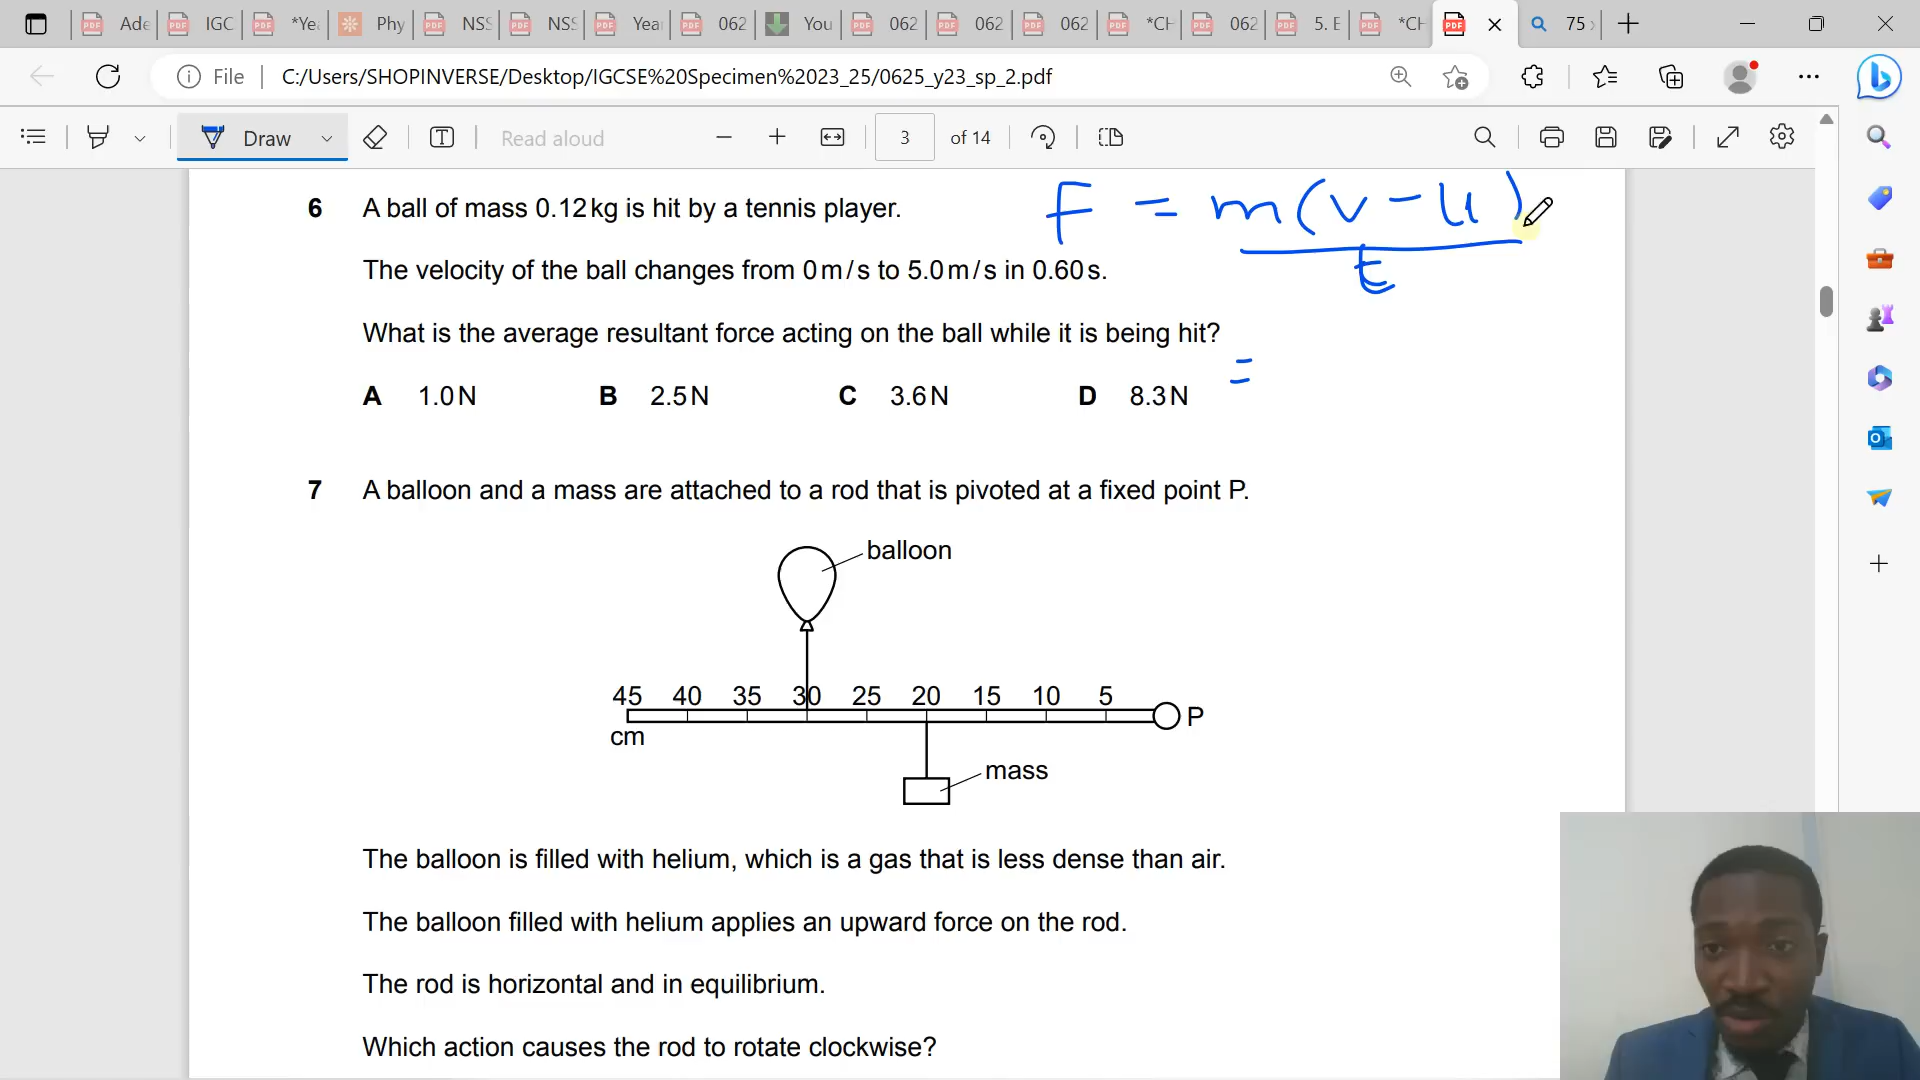 Ade
IGC
*Yea
Phy
NSS
NSS
Year
062
You
062
062
062
*CH
062
5. E
*CH
75 x
File
C:/Users/SHOPINVERSE/Desktop/IGCSE%20Specimen%2023_25/0625_y23_sp_2.pdf
Draw
Read aloud
3
of 14
6 A ball of mass 0.12 kg is hit by a tennis player.
F = m(v - u)
t
The velocity of the ball changes from 0 m/s to 5.0 m/s in 0.60 s.
What is the average resultant force acting on the ball while it is being hit?
=
A 1.0 N B 2.5 N C 3.6 N D 8.3 N
7 A balloon and a mass are attached to a rod that is pivoted at a fixed point P.
balloon
45 40 35 30 25 20 15 10 5
P
cm
mass
The balloon is filled with helium, which is a gas that is less dense than air.
The balloon filled with helium applies an upward force on the rod.
The rod is horizontal and in equilibrium.
Which action causes the rod to rotate clockwise?